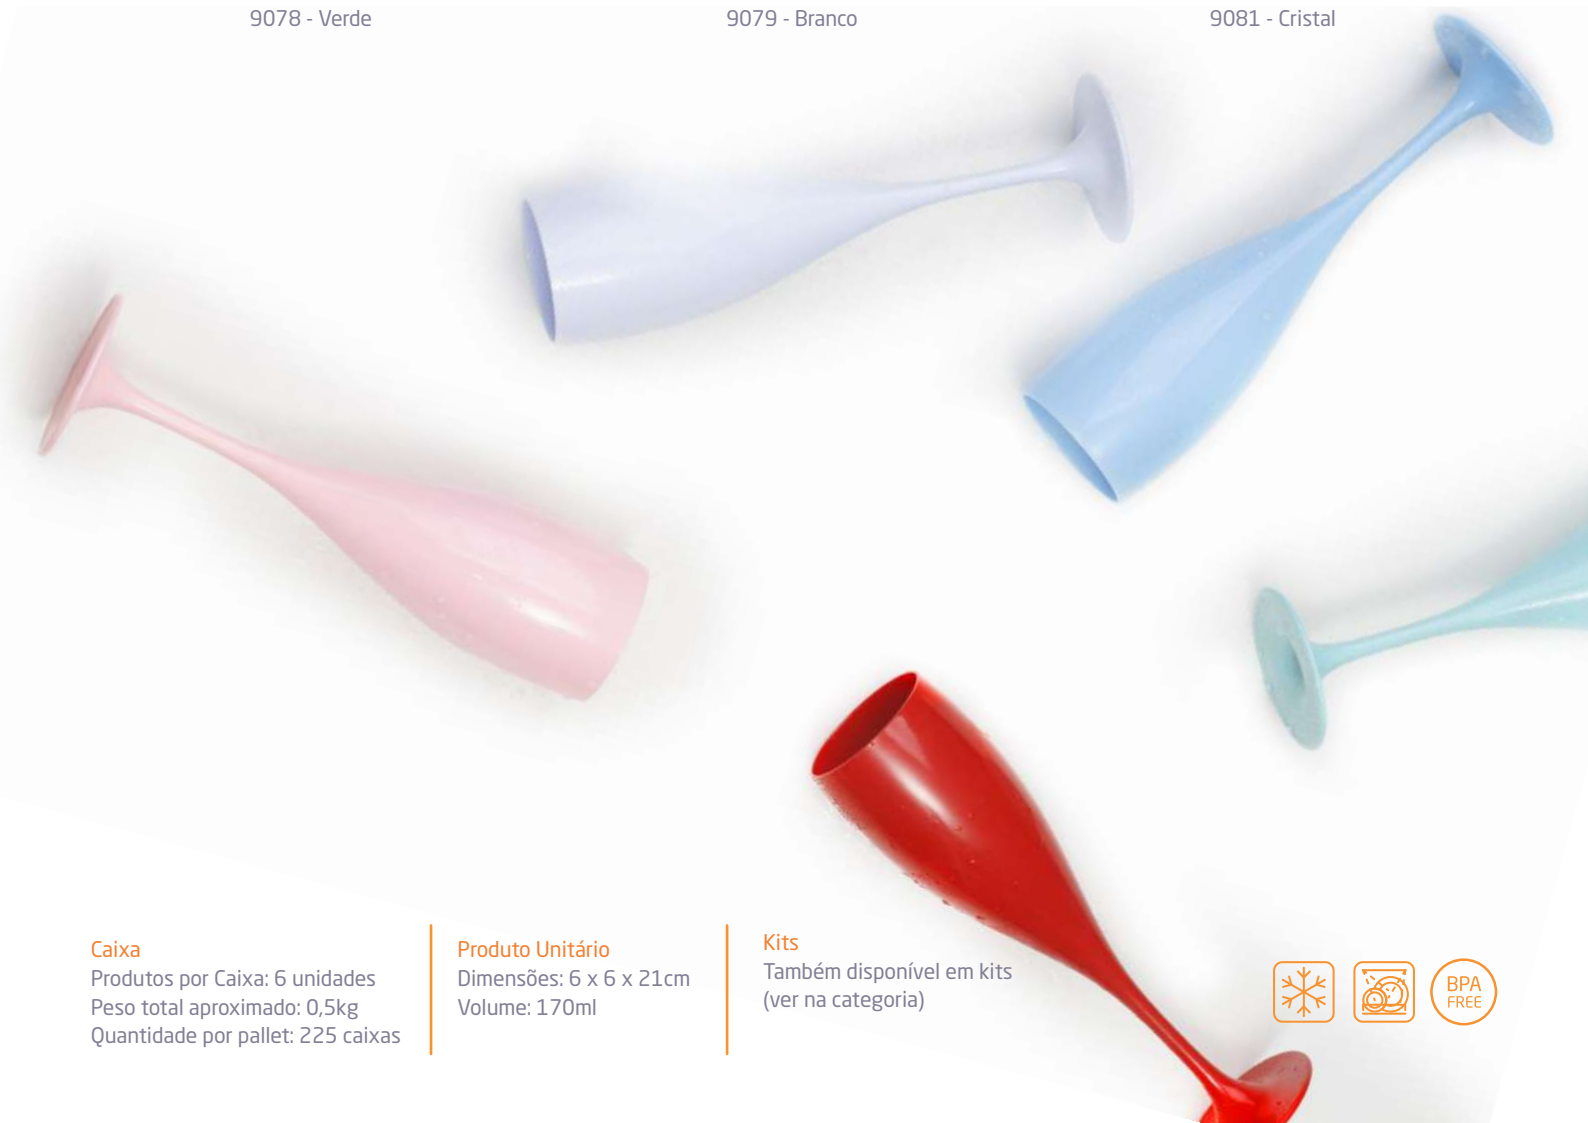 9078 - Verde
9079 - Branco
9081 - Cristal
Caixa
Produtos por Caixa: 6 unidades
Peso total aproximado: 0,5kg
Quantidade por pallet: 225 caixas
Produto Unitário
Dimensões: 6 x 6 x 21cm
Volume: 170ml
Kits
Também disponível em kits
(ver na categoria)
BPA
FREE